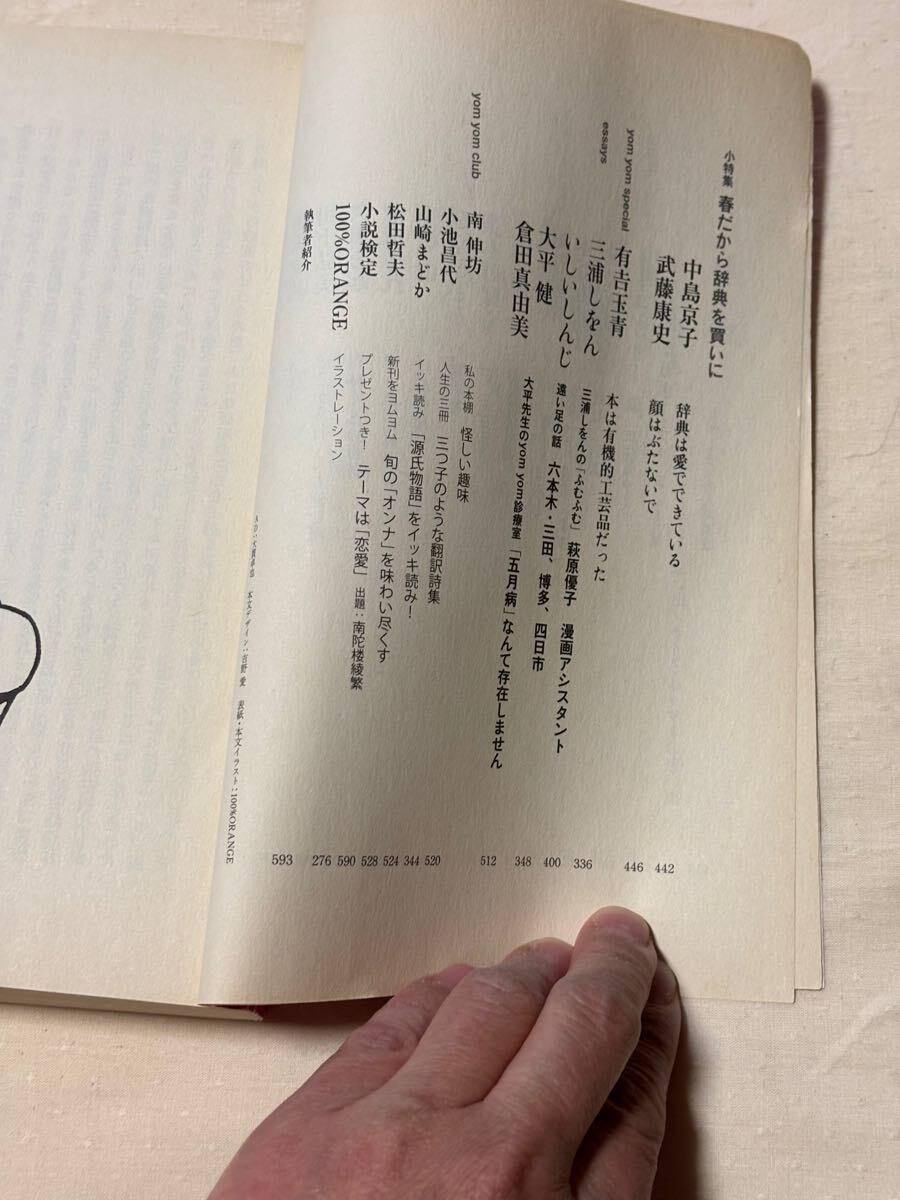 小特集 春だから辞典を買いに
中島京子 辞典は愛でできている 442
武藤康史 顔はぶたないで 446
yom yom special
有吉玉青 本は有機的工芸品だった 336
essays
三浦しをん 三浦しをんの「ふむふむ」 萩原優子 漫画アシスタント 400
いしいしんじ 遠い足の話 六本木・三田、博多、四日市 348
大平 健
倉田真由美 大平先生のyom yom診療室 「五月病」なんて存在しません 512
yom yom club
南 伸坊 私の本棚 怪しい趣味 520
小池昌代 人生の三冊 三つ子のような翻訳詩集 344
山崎まどか イッキ読み 「源氏物語」をイッキ読み! 524
松田哲夫 新刊をヨムヨム 旬の「オンナ」を味わい尽くす 528
小説検定 プレゼントつき! テーマは「恋愛」 出題:南陀楼綾繁 590
100%ORANGE イラストレーション 276
執筆者紹介 593
AD:大貫卓也 本文デザイン:吉野 愛 表紙・本文イラスト:100%ORANGE